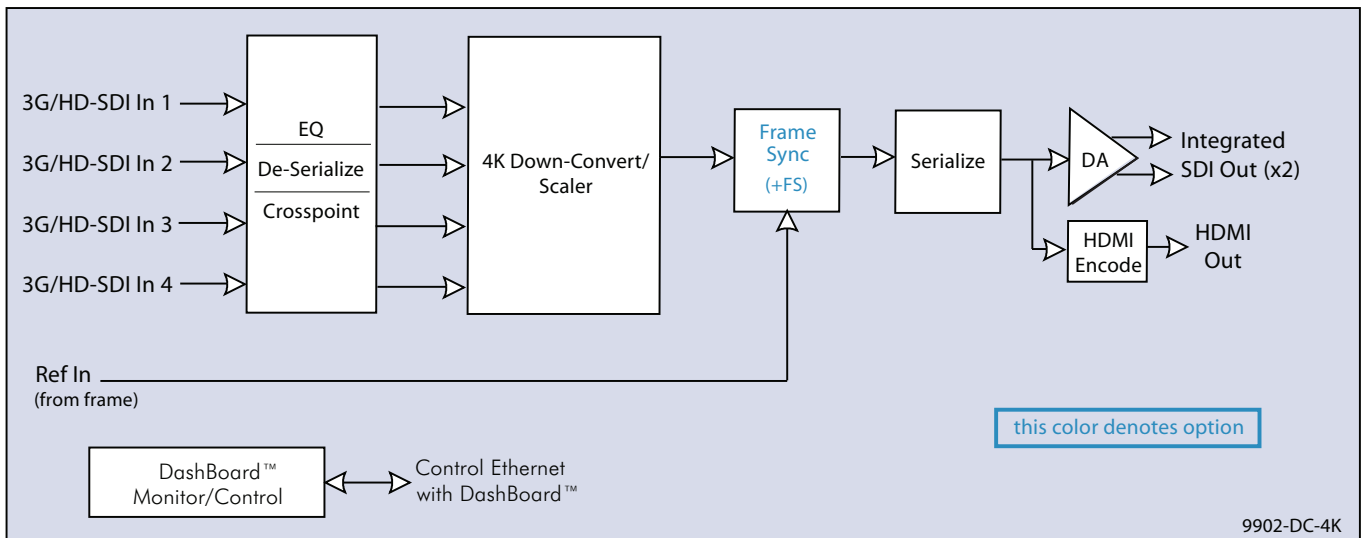 3G/HD-SDI In 1
3G/HD-SDI In 2
3G/HD-SDI In 3
3G/HD-SDI In 4
EQ
De-Serialize
Crosspoint
4K Down-Convert/
Scaler
Frame
Sync
(+FS)
Serialize
DA
Integrated
SDI Out (x2)
HDMI
Encode
HDMI
Out
Ref In
(from frame)
this color denotes option
DashBoard™
Monitor/Control
Control Ethernet
with DashBoard™
9902-DC-4K